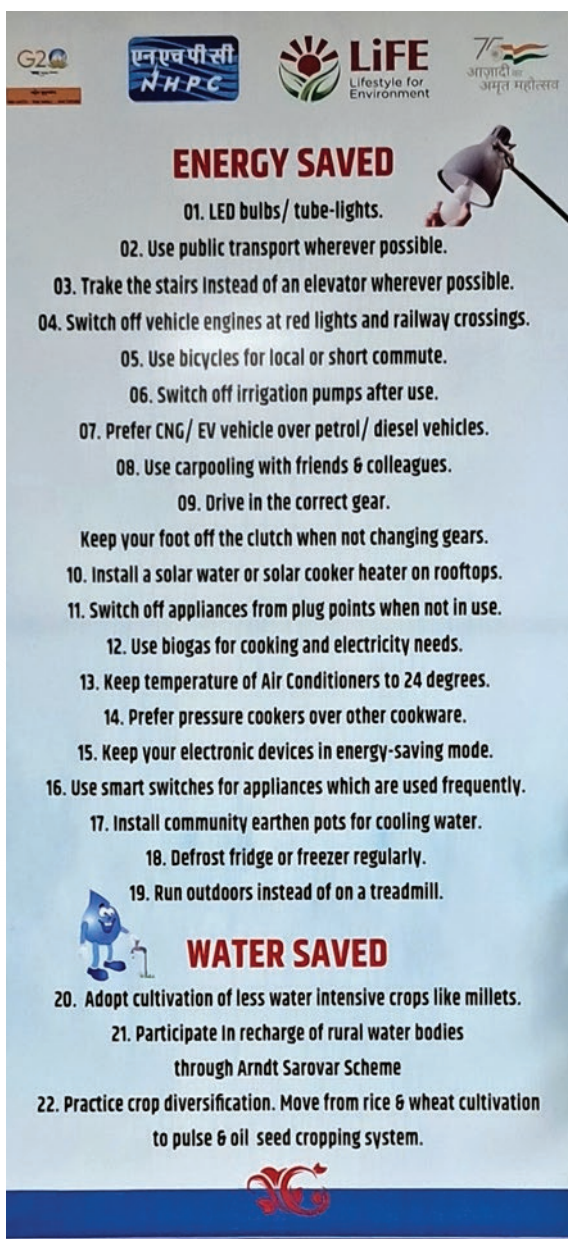 G20
एन एच पी सी
NHPC
LiFE
Lifestyle for
Environment
75
आज़ादी का
अमृत महोत्सव
ENERGY SAVED
01. LED bulbs/ tube-lights.
02. Use public transport wherever possible.
03. Trake the stairs Instead of an elevator wherever possible.
04. Switch off vehicle engines at red lights and railway crossings.
05. Use bicycles for local or short commute.
06. Switch off irrigation pumps after use.
07. Prefer CNG/ EV vehicle over petrol/ diesel vehicles.
08. Use carpooling with friends & colleagues.
09. Drive in the correct gear.
Keep your foot off the clutch when not changing gears.
10. Install a solar water or solar cooker heater on rooftops.
11. Switch off appliances from plug points when not in use.
12. Use biogas for cooking and electricity needs.
13. Keep temperature of Air Conditioners to 24 degrees.
14. Prefer pressure cookers over other cookware.
15. Keep your electronic devices in energy-saving mode.
16. Use smart switches for appliances which are used frequently.
17. Install community earthen pots for cooling water.
18. Defrost fridge or freezer regularly.
19. Run outdoors instead of on a treadmill.
WATER SAVED
20. Adopt cultivation of less water intensive crops like millets.
21. Participate In recharge of rural water bodies
through Arndt Sarovar Scheme
22. Practice crop diversification. Move from rice & wheat cultivation
to pulse & oil seed cropping system.